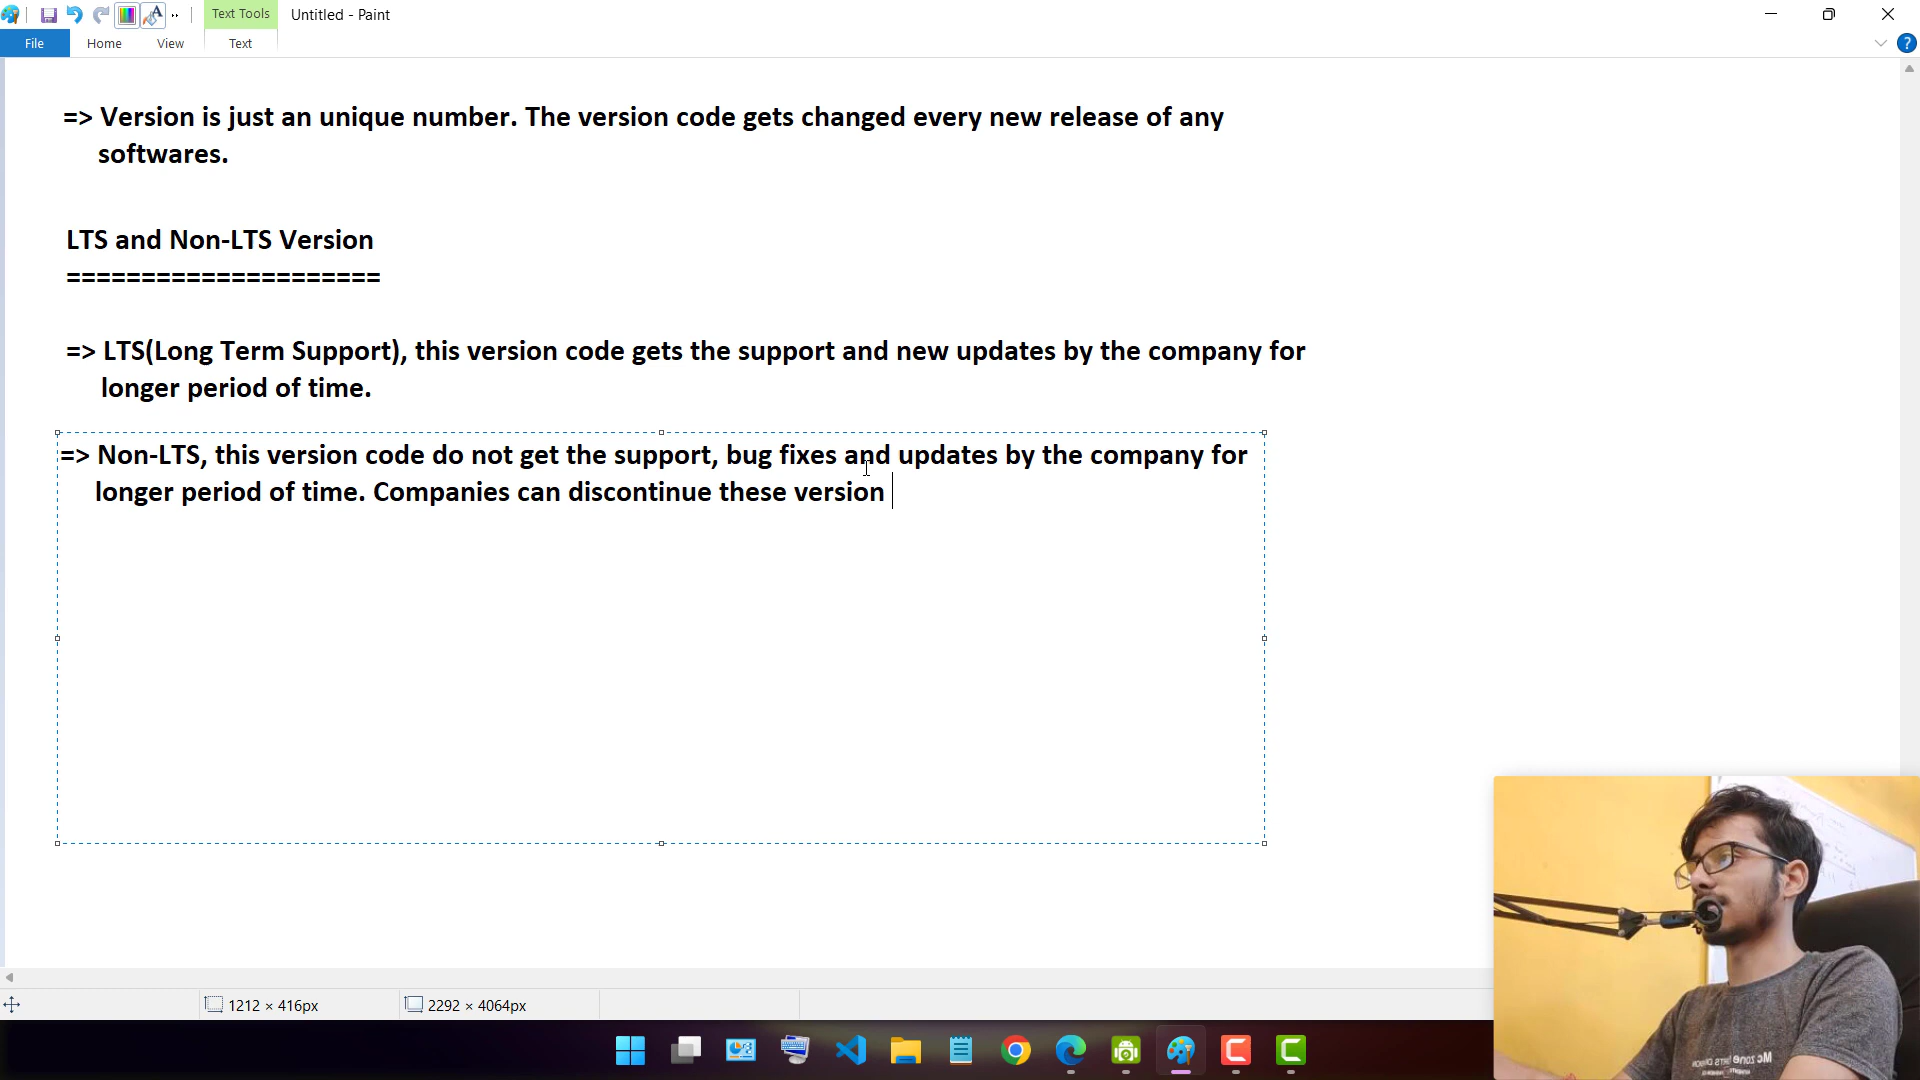 Text Tools
Untitled - Paint
File
Home
View
Text
=> Version is just an unique number. The version code gets changed every new release of any
softwares.
LTS and Non-LTS Version
=====================
=> LTS(Long Term Support), this version code gets the support and new updates by the company for
longer period of time.
=> Non-LTS, this version code do not get the support, bug fixes and updates by the company for
longer period of time. Companies can discontinue these version
1212 × 416px
2292 × 4064px